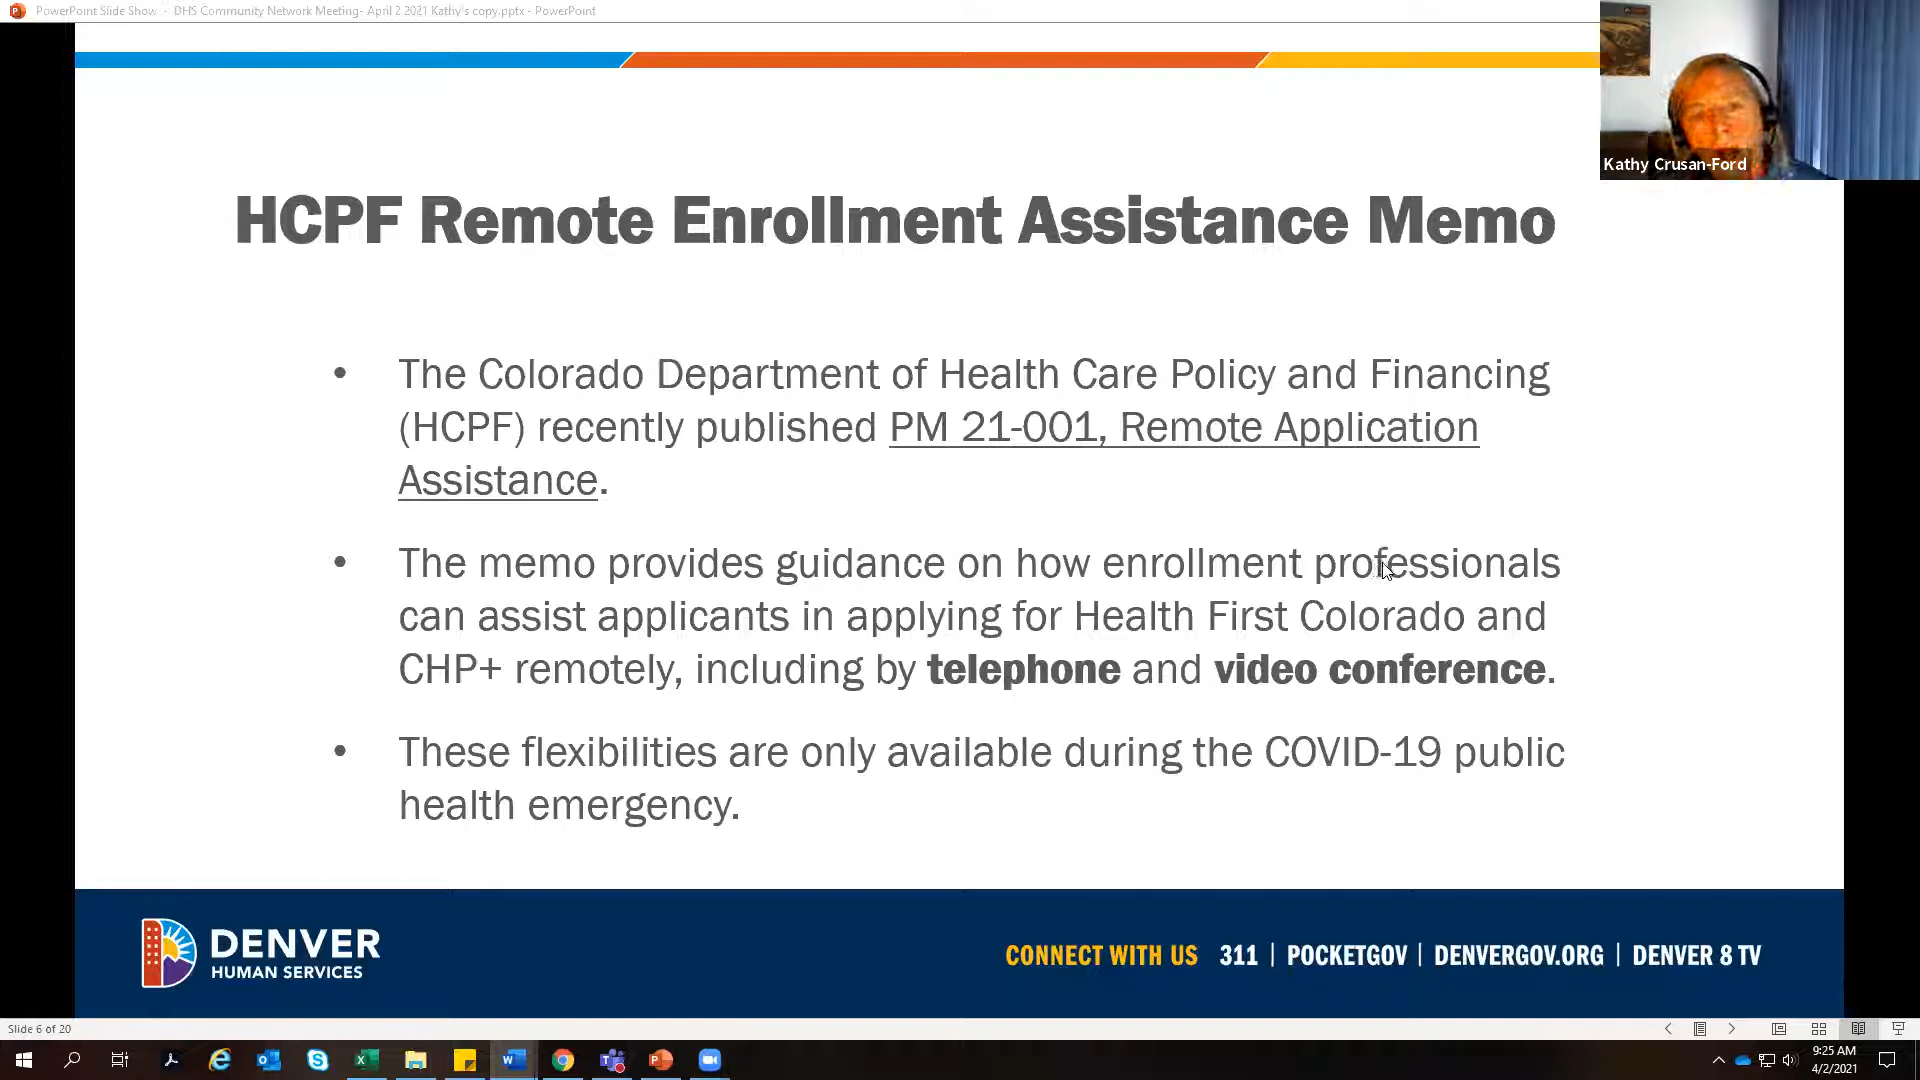 PowerPoint Slide Show - DHS Community Network Meeting- April 2 2021 Kathy's copy.pptx - PowerPoint
Kathy Crusan-Ford
HCPF Remote Enrollment Assistance Memo
• The Colorado Department of Health Care Policy and Financing
(HCPF) recently published PM 21-001, Remote Application
Assistance.
• The memo provides guidance on how enrollment professionals
can assist applicants in applying for Health First Colorado and
CHP+ remotely, including by telephone and video conference.
• These flexibilities are only available during the COVID-19 public
health emergency.
DENVER
HUMAN SERVICES
CONNECT WITH US 311 | POCKETGOV | DENVERGOV.ORG | DENVER 8 TV
Slide 6 of 20
9:25 AM
4/2/2021